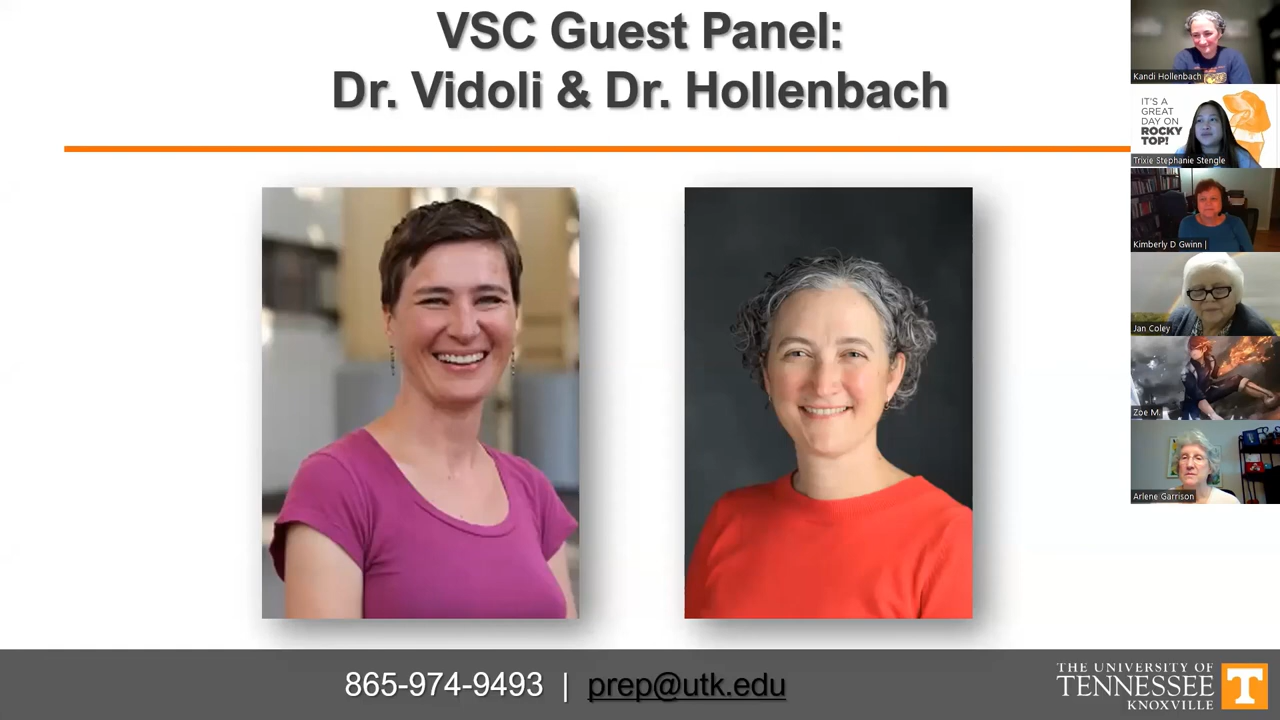 VSC Guest Panel:
Dr. Vidoli & Dr. Hollenbach
865-974-9493 | prep@utk.edu
THE UNIVERSITY OF
TENNESSEE
KNOXVILLE
T
Kandi Hollenbach
IT'S A
GREAT
DAY ON
ROCKY
TOP!
Trixie Stephanie Stengle
Kimberly D Gwinn |
Jan Coley
Zoe M.
Arlene Garrison